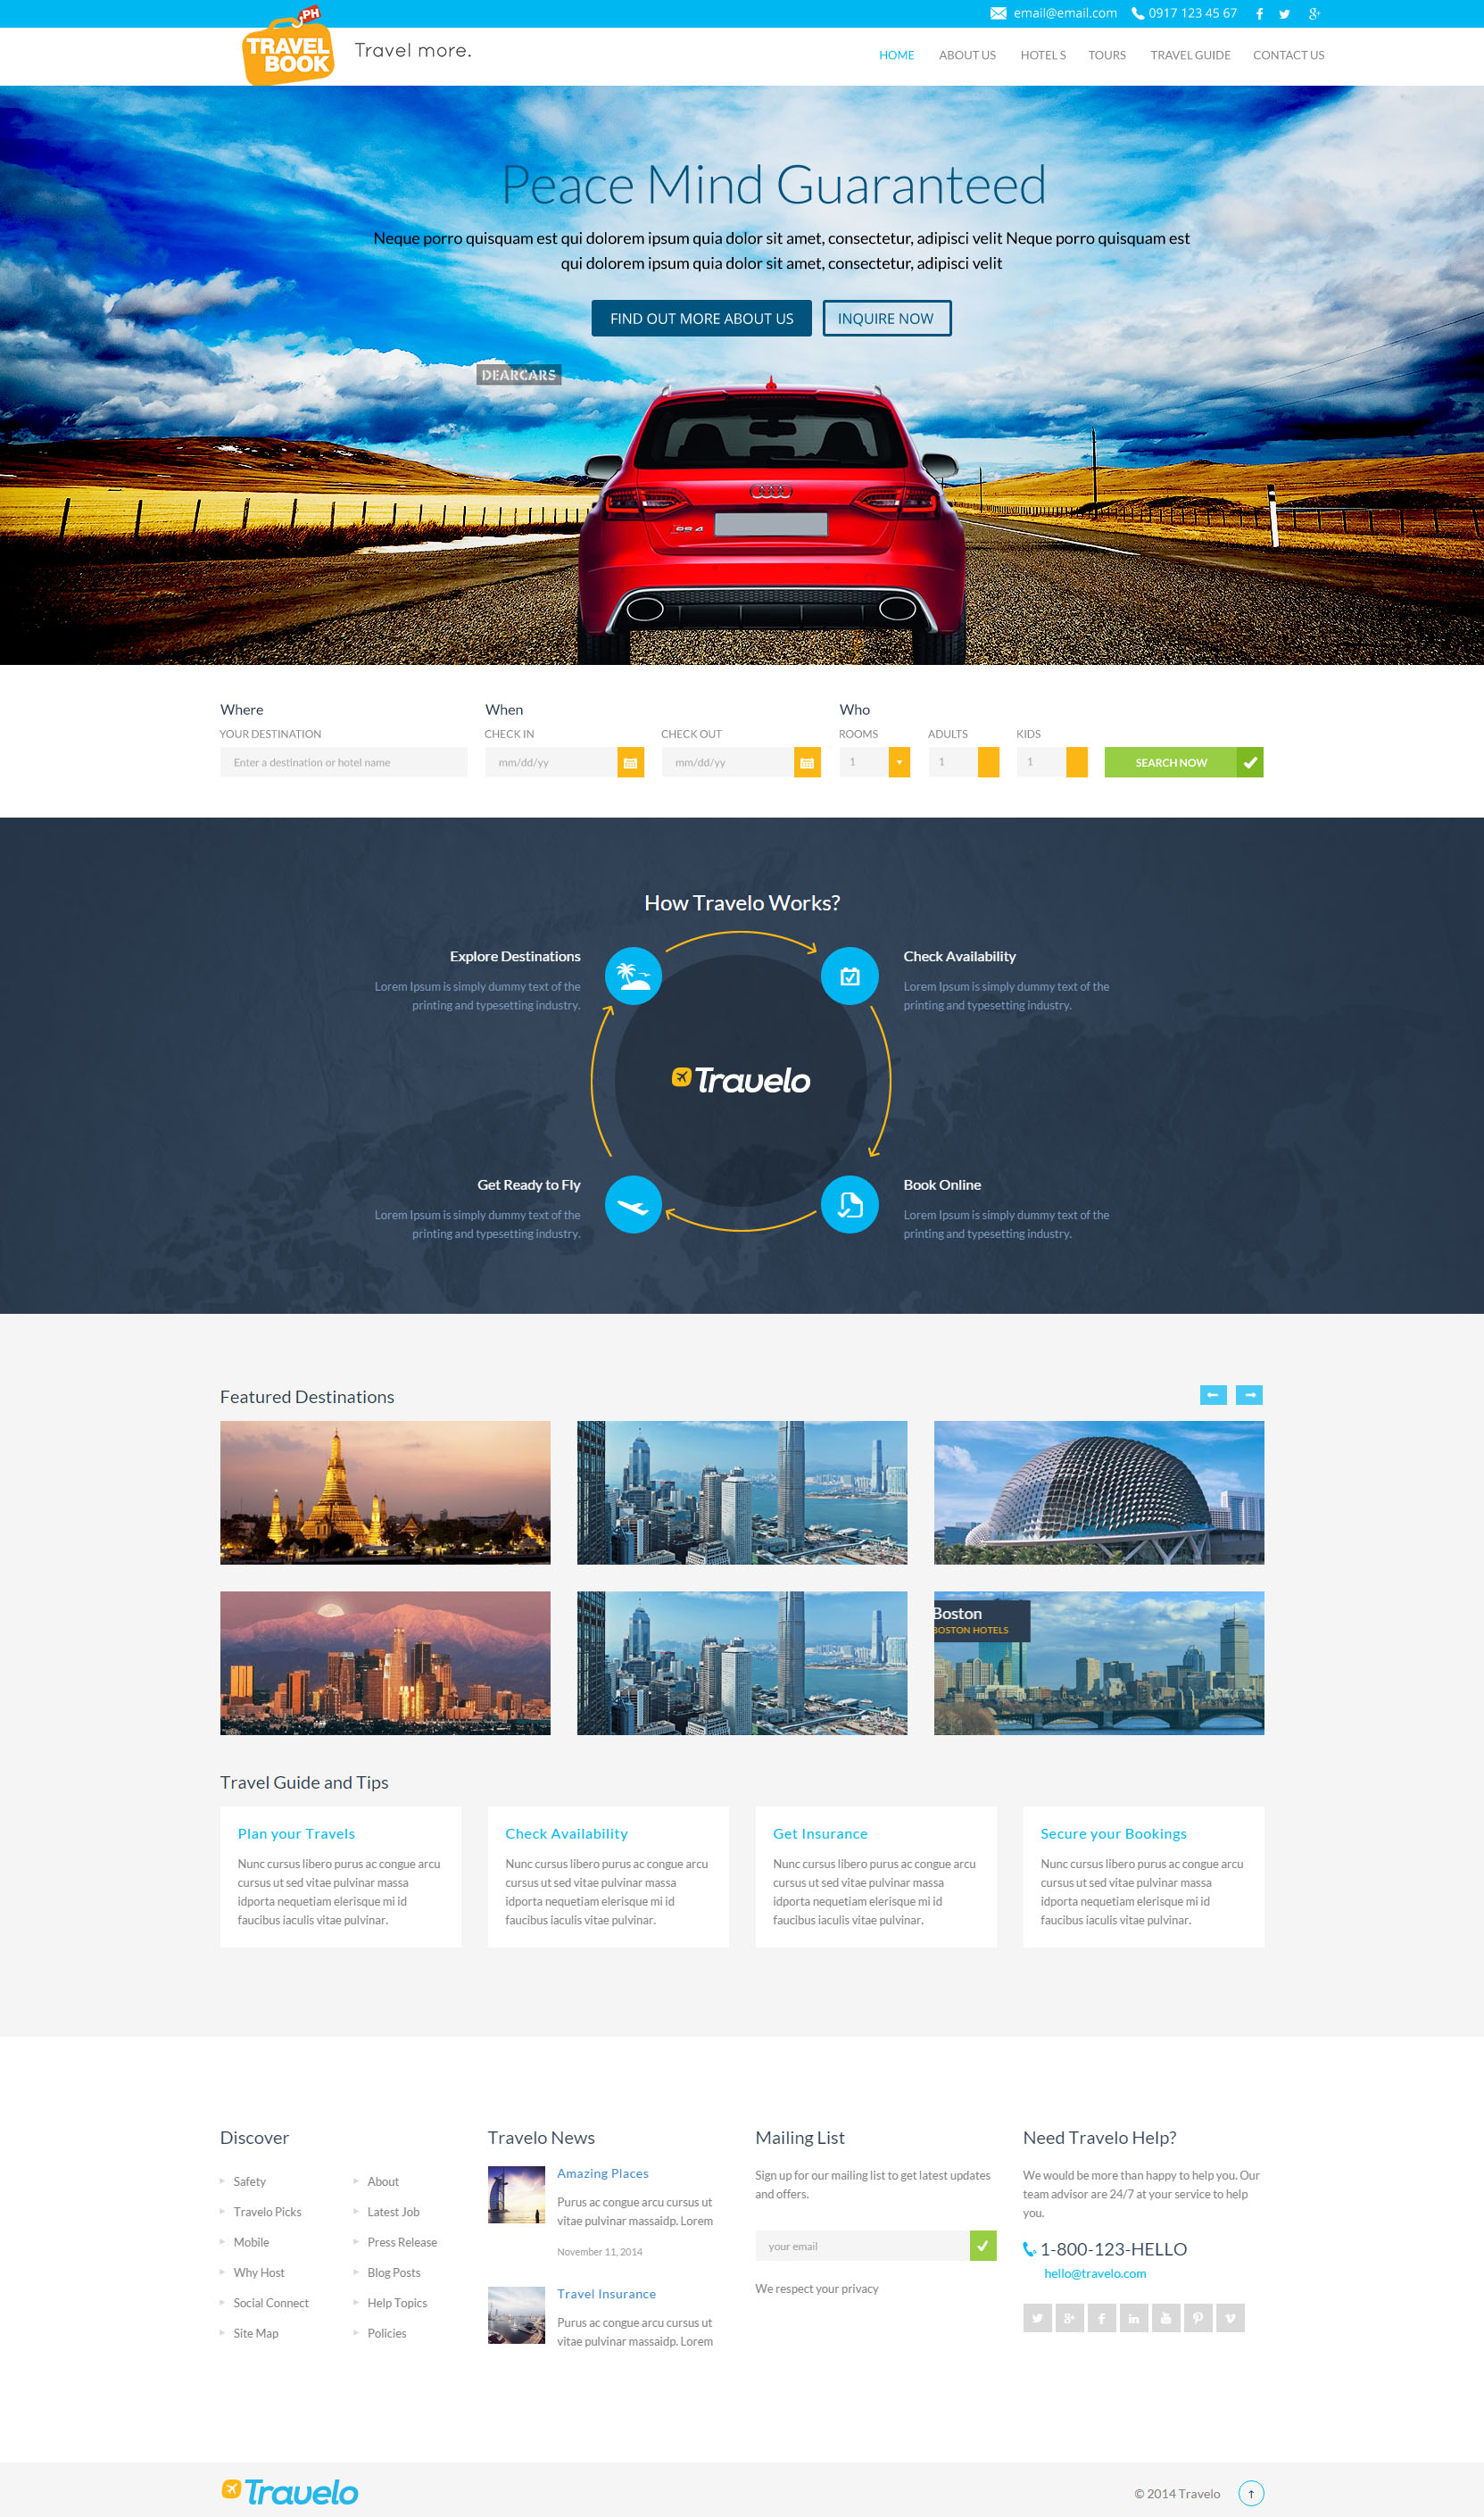 email@email.com 0917 123 45 67
.PH
TRAVEL
BOOK
Travel more.
HOME ABOUT US HOTEL S TOURS TRAVEL GUIDE CONTACT US
Peace Mind Guaranteed
Neque porro quisquam est qui dolorem ipsum quia dolor sit amet, consectetur, adipisci velit Neque porro quisquam est
qui dolorem ipsum quia dolor sit amet, consectetur, adipisci velit
FIND OUT MORE ABOUT US INQUIRE NOW
DEARCARS
RS 4
Where When Who
YOUR DESTINATION CHECK IN CHECK OUT ROOMS ADULTS KIDS
Enter a destination or hotel name mm/dd/yy mm/dd/yy 1 1 1 SEARCH NOW
How Travelo Works?
Explore Destinations
Lorem Ipsum is simply dummy text of the
printing and typesetting industry.
Check Availability
Lorem Ipsum is simply dummy text of the
printing and typesetting industry.
Travelo
Get Ready to Fly
Lorem Ipsum is simply dummy text of the
printing and typesetting industry.
Book Online
Lorem Ipsum is simply dummy text of the
printing and typesetting industry.
Featured Destinations
Boston
BOSTON HOTELS
Travel Guide and Tips
Plan your Travels
Nunc cursus libero purus ac congue arcu
cursus ut sed vitae pulvinar massa
idporta nequetiam elerisque mi id
faucibus iaculis vitae pulvinar.
Check Availability
Nunc cursus libero purus ac congue arcu
cursus ut sed vitae pulvinar massa
idporta nequetiam elerisque mi id
faucibus iaculis vitae pulvinar.
Get Insurance
Nunc cursus libero purus ac congue arcu
cursus ut sed vitae pulvinar massa
idporta nequetiam elerisque mi id
faucibus iaculis vitae pulvinar.
Secure your Bookings
Nunc cursus libero purus ac congue arcu
cursus ut sed vitae pulvinar massa
idporta nequetiam elerisque mi id
faucibus iaculis vitae pulvinar.
Discover
Safety
Travelo Picks
Mobile
Why Host
Social Connect
Site Map
About
Latest Job
Press Release
Blog Posts
Help Topics
Policies
Travelo News
Amazing Places
Purus ac congue arcu cursus ut
vitae pulvinar massaidp. Lorem
November 11, 2014
Travel Insurance
Purus ac congue arcu cursus ut
vitae pulvinar massaidp. Lorem
Mailing List
Sign up for our mailing list to get latest updates
and offers.
your email
We respect your privacy
Need Travelo Help?
We would be more than happy to help you. Our
team advisor are 24/7 at your service to help
you.
1-800-123-HELLO
hello@travelo.com
Travelo
© 2014 Travelo